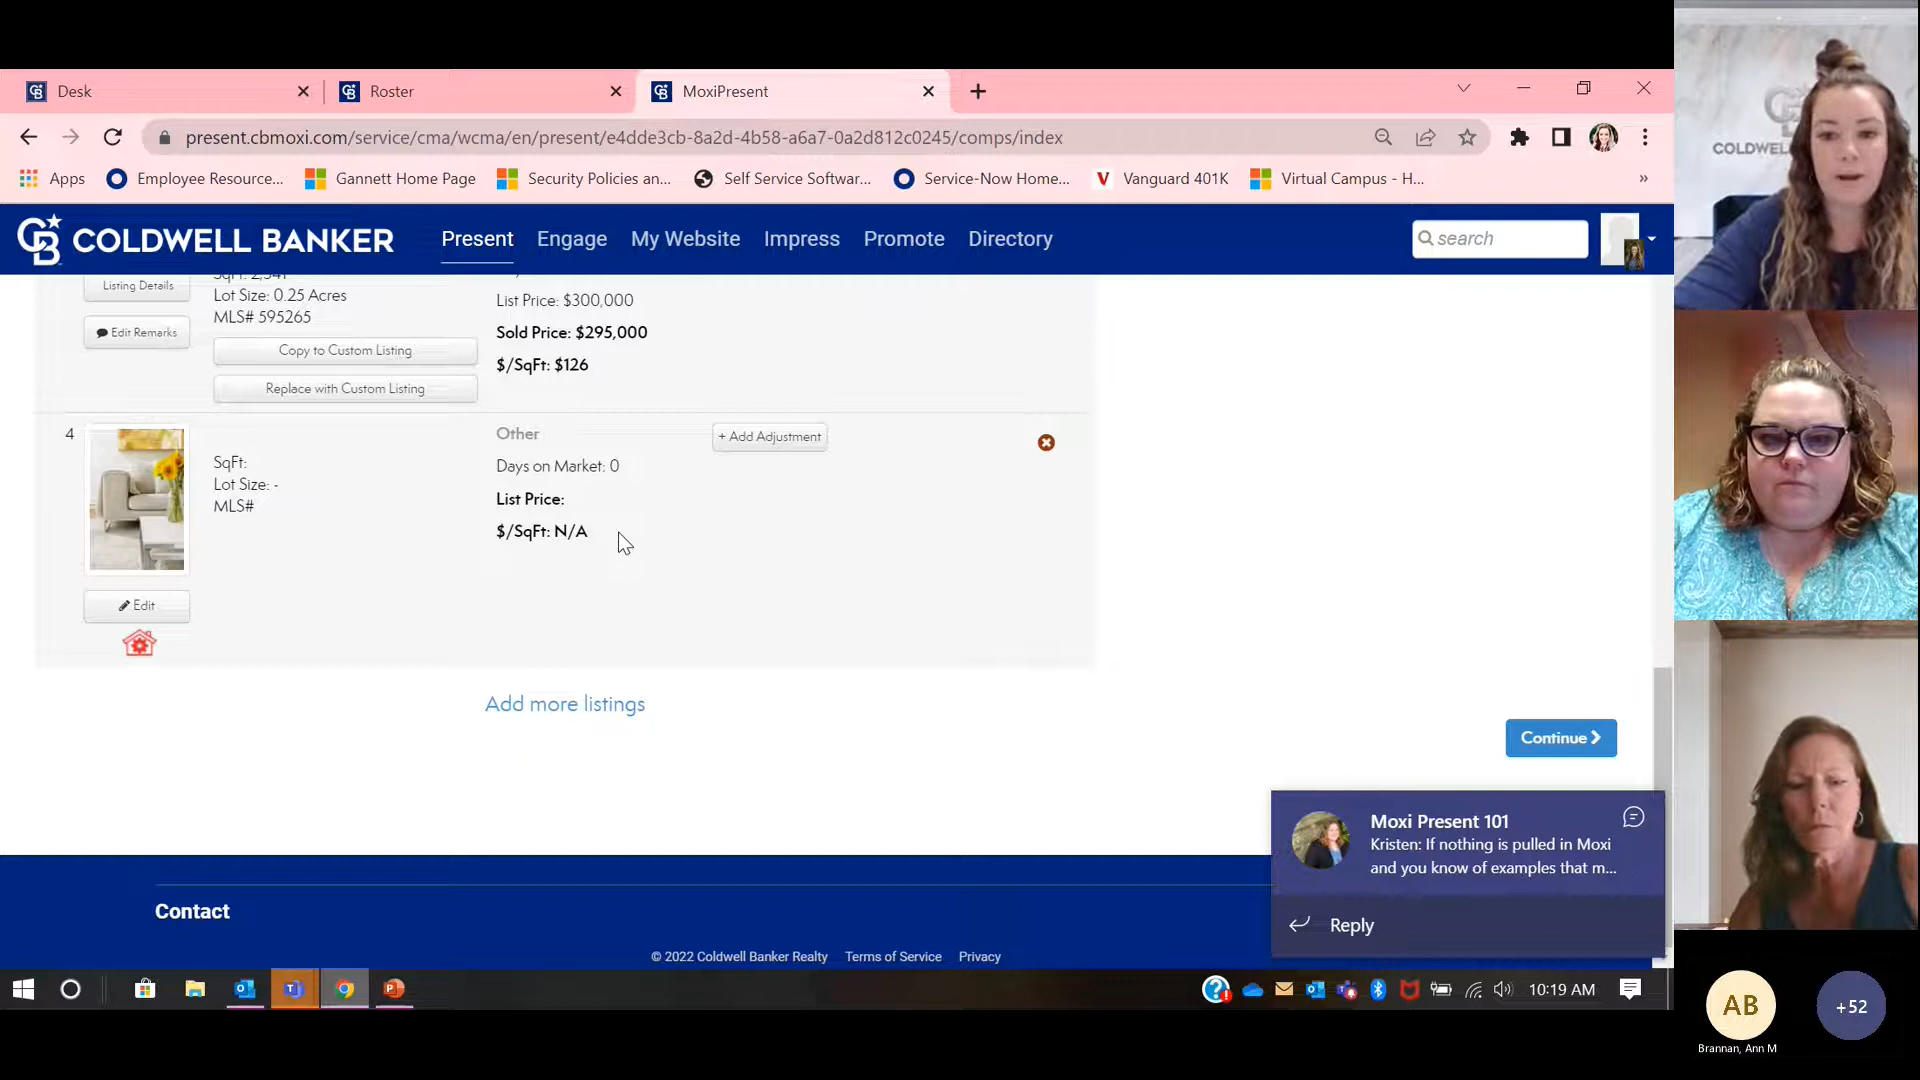 Desk
Roster
MoxiPresent
present.cbmoxi.com/service/cma/wcma/en/present/e4dde3cb-8a2d-4b58-a6a7-0a2d812c0245/comps/index
Apps
Employee Resource...
Gannett Home Page
Security Policies an...
Self Service Softwar...
Service-Now Home...
Vanguard 401K
Virtual Campus - H...
»
COLDWELL BANKER
Present
Engage
My Website
Impress
Promote
Directory
search
COLDWE
Listing Details
Edit Remarks
SqFt: 2,341
Lot Size: 0.25 Acres
MLS# 595265
Copy to Custom Listing
Replace with Custom Listing
List Price: $300,000
Sold Price: $295,000
$/SqFt: $126
4
SqFt:
Lot Size: -
MLS#
Other
Days on Market: 0
List Price:
$/SqFt: N/A
+ Add Adjustment
Edit
Add more listings
Continue
Moxi Present 101
Kristen: If nothing is pulled in Moxi
and you know of examples that m...
Reply
Contact
© 2022 Coldwell Banker Realty
Terms of Service
Privacy
10:19 AM
AB
Brannan, Ann M
+52